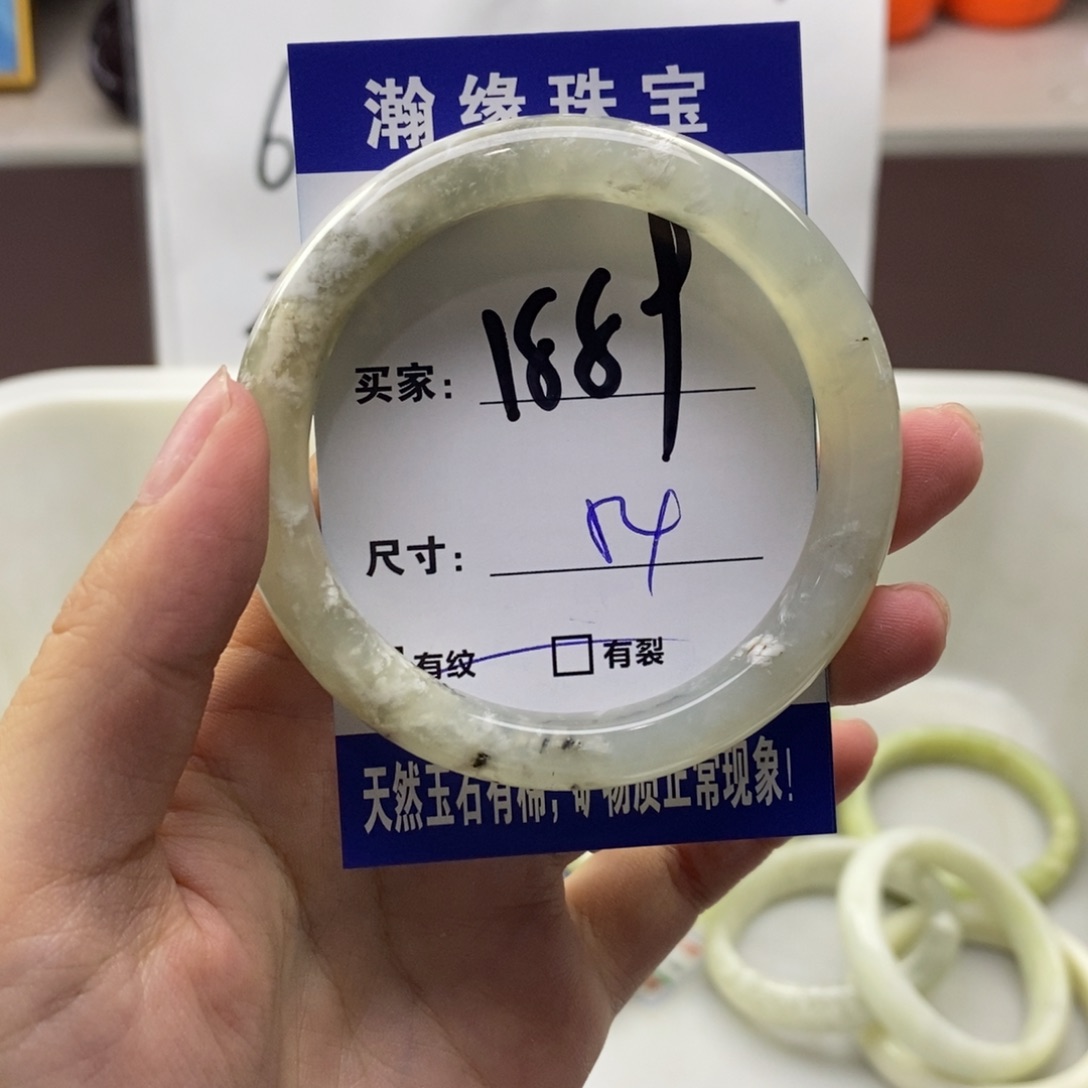 6
瀚缘珠宝
买家：
尺寸：54
有纹 □有裂
天然玉石有棉，矿物质正常现象！